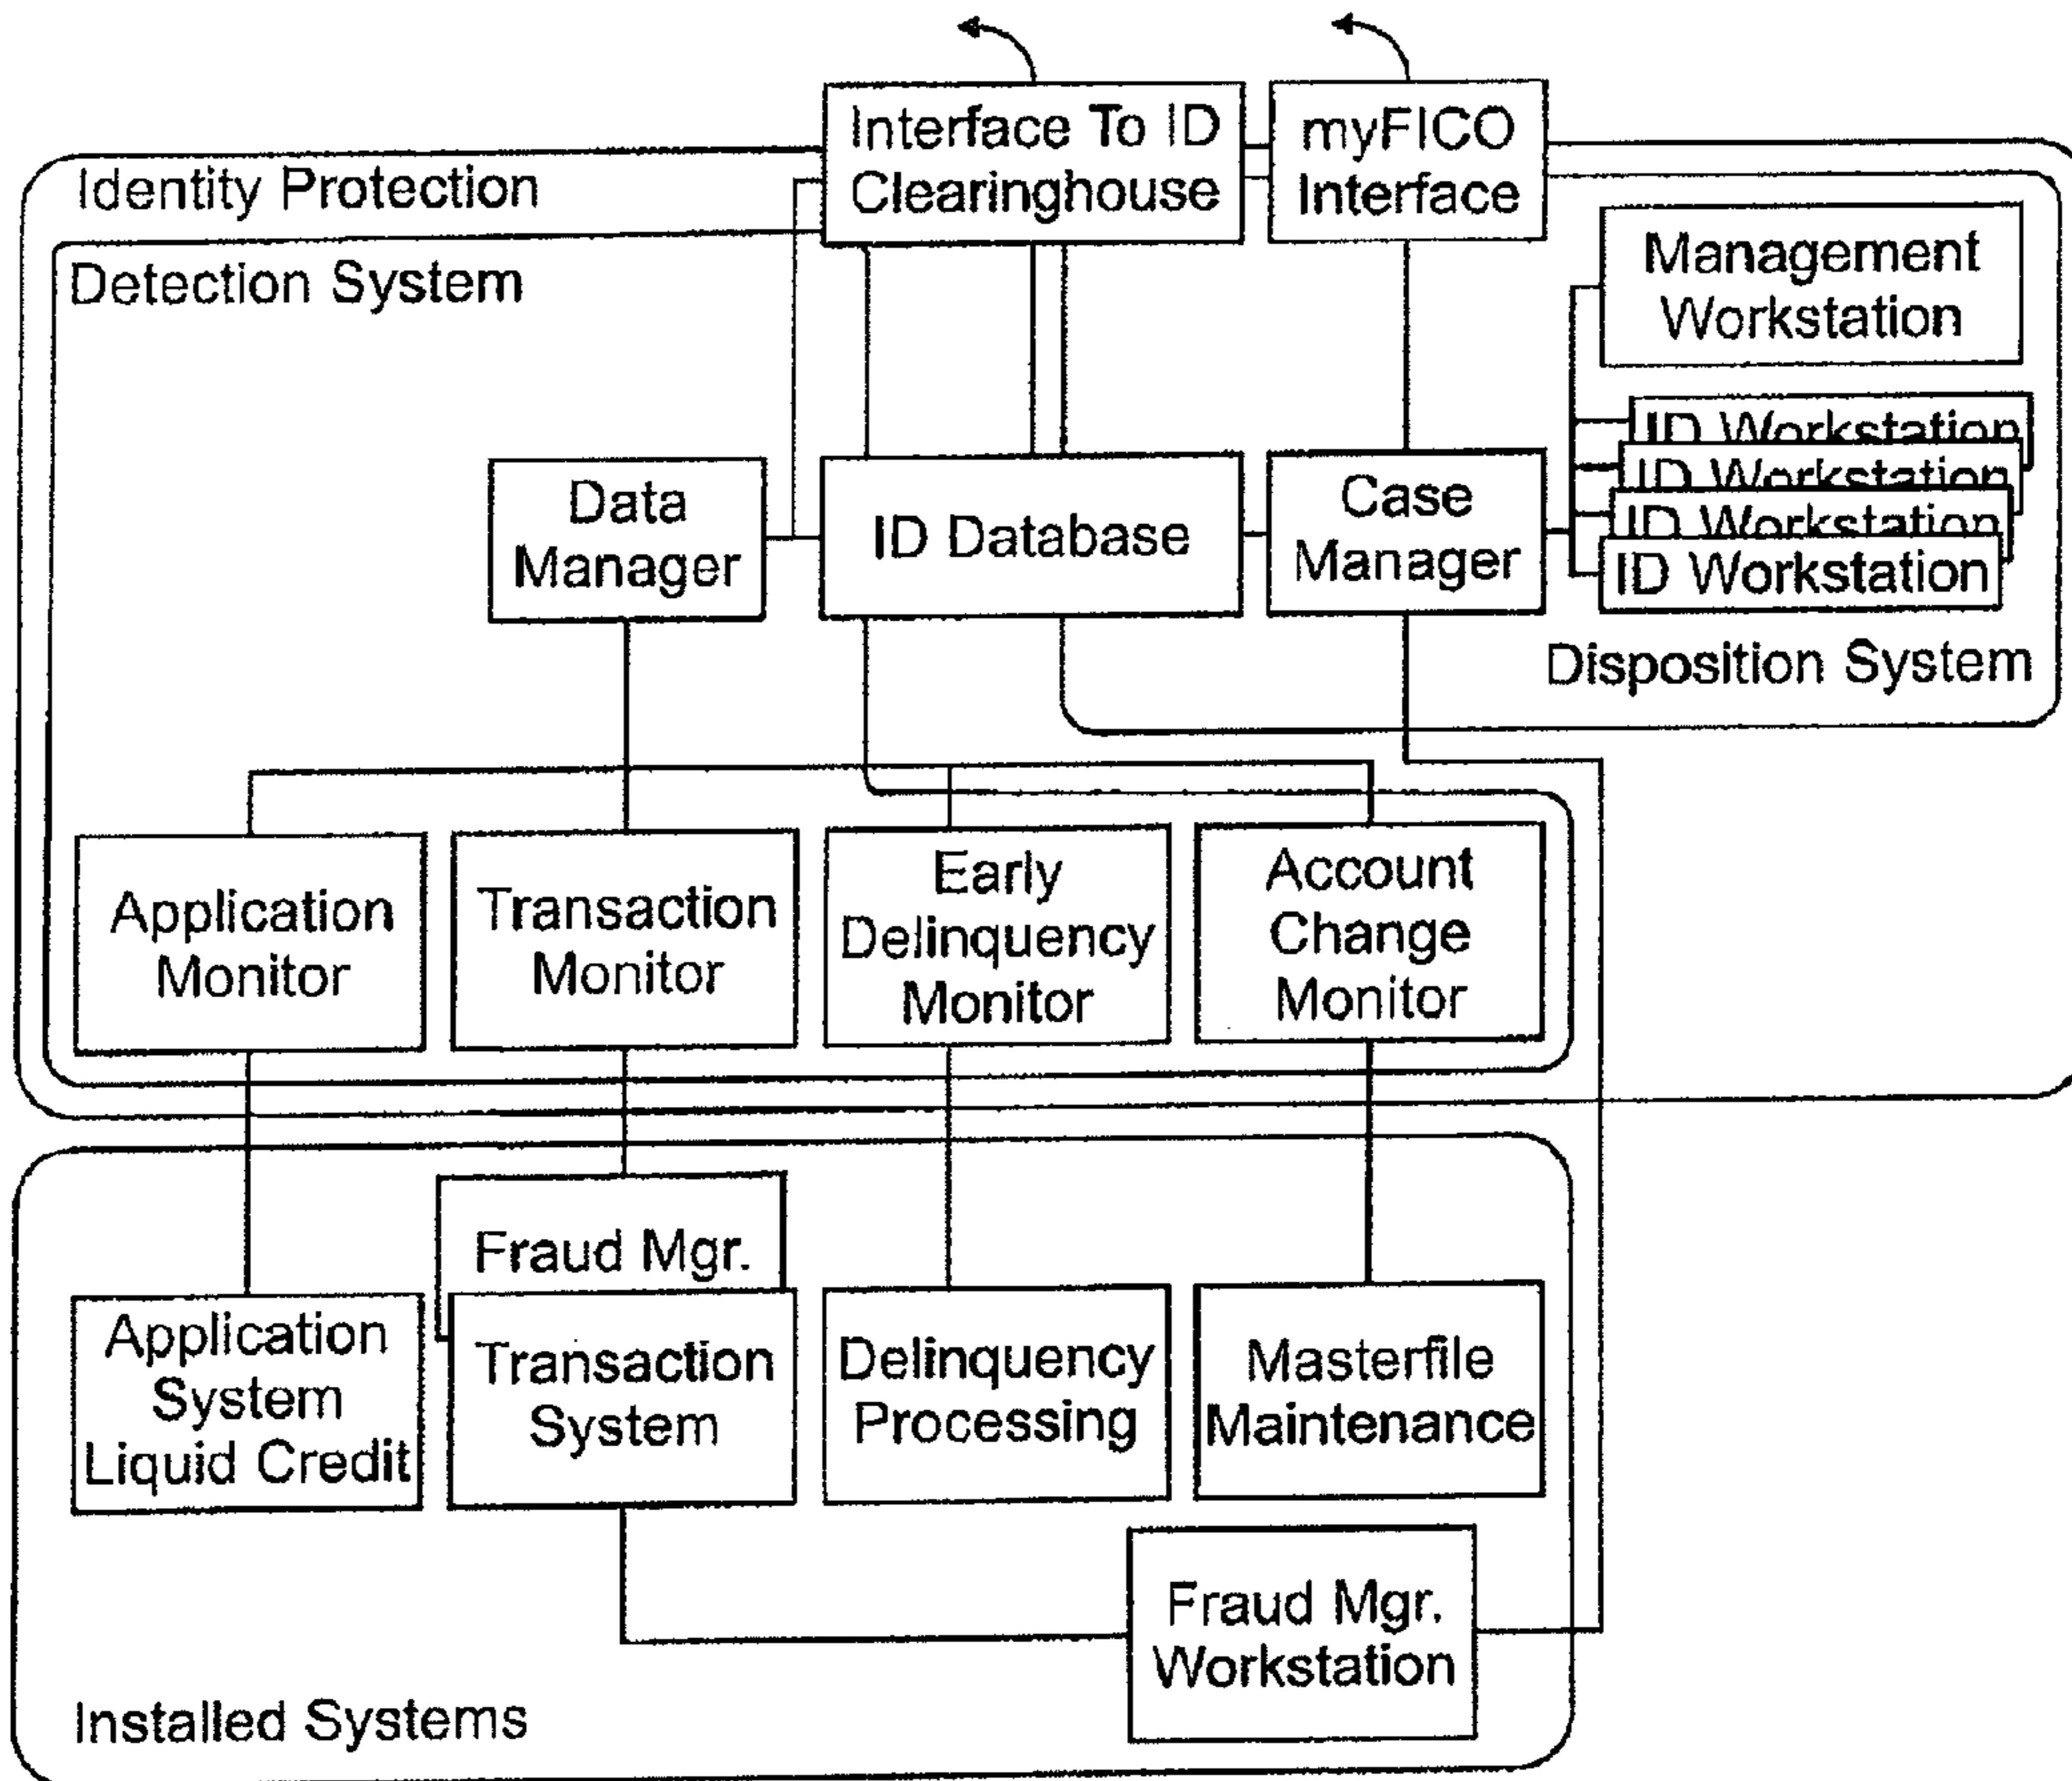 Interface To ID
Clearinghouse
myFICO
Interface
Identity Protection
Detection System
Management
Workstation
ID Workstation
ID Workstation
ID Workstation
ID Workstation
Data
Manager
ID Database
Case
Manager
Disposition System
Application
Monitor
Transaction
Monitor
Early
Delinquency
Monitor
Account
Change
Monitor
Fraud Mgr.
Application
System
Liquid Credit
Transaction
System
Delinquency
Processing
Masterfile
Maintenance
Fraud Mgr.
Workstation
Installed Systems